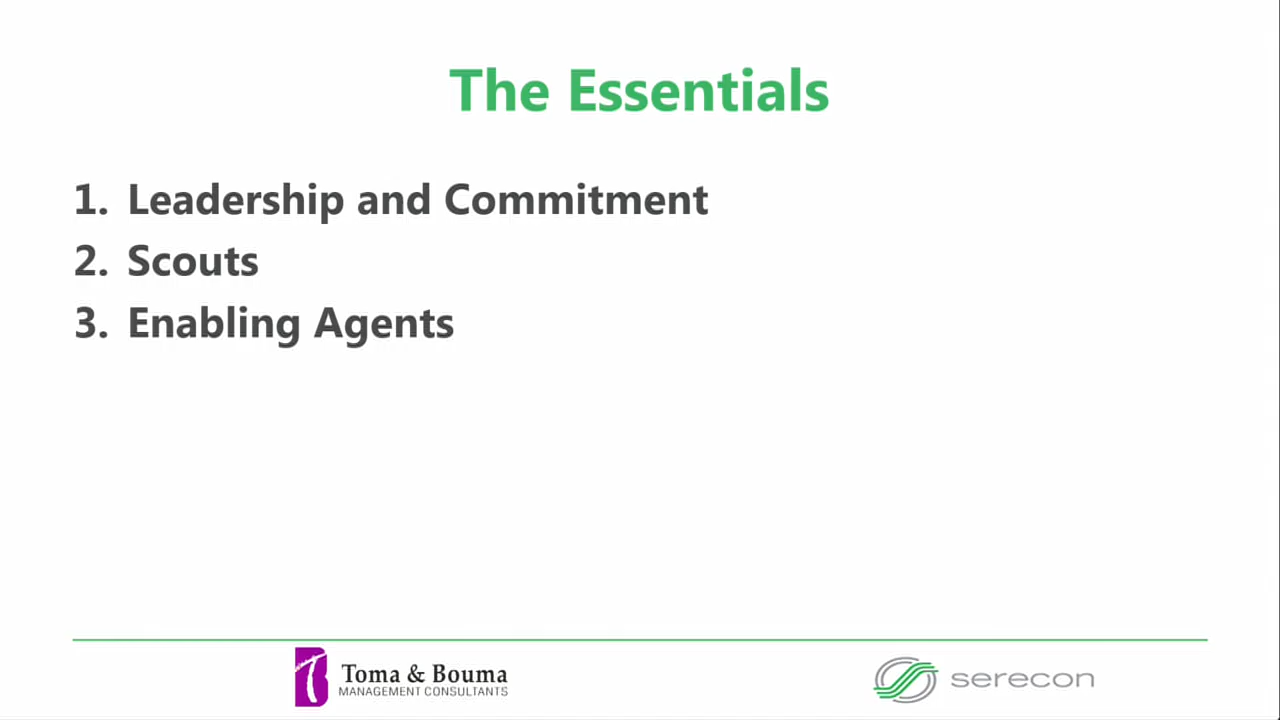 The Essentials
1. Leadership and Commitment
2. Scouts
3. Enabling Agents
Toma & Bouma
MANAGEMENT CONSULTANTS
serecon